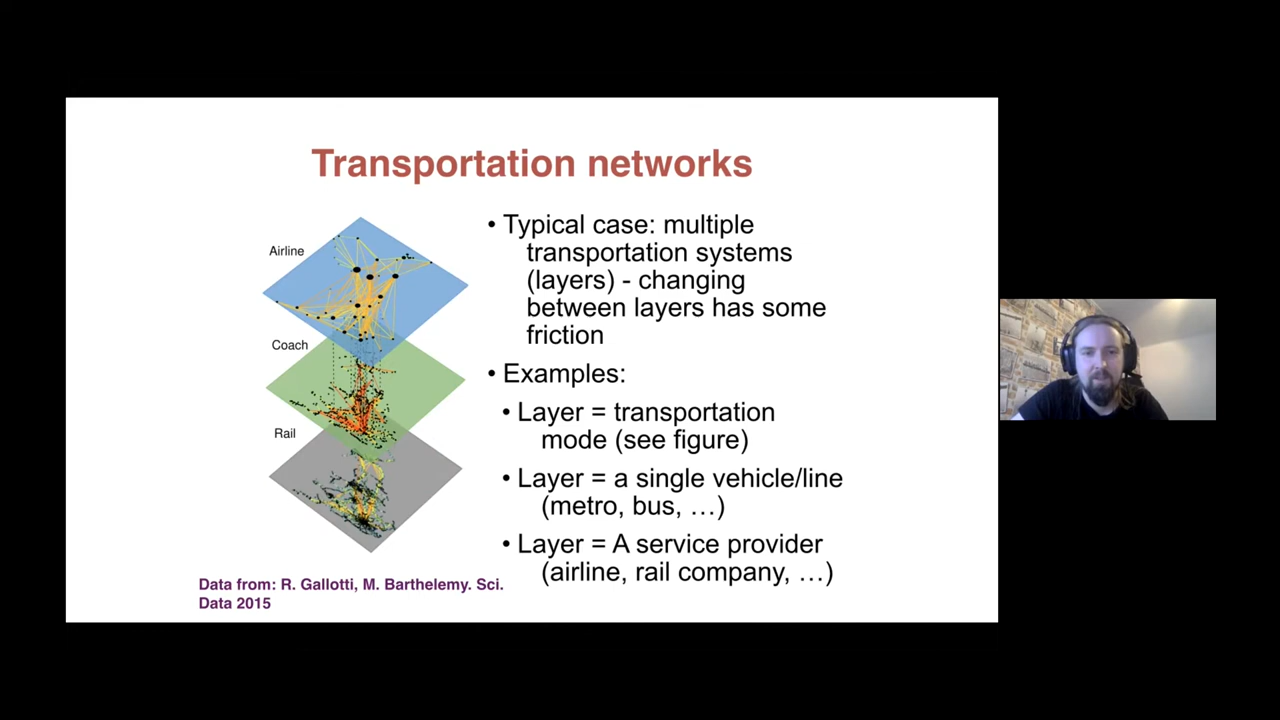 Transportation networks
Airline
Coach
Rail
• Typical case: multiple
transportation systems
(layers) - changing
between layers has some
friction
• Examples:
• Layer = transportation
mode (see figure)
• Layer = a single vehicle/line
(metro, bus, …)
• Layer = A service provider
(airline, rail company, …)
Data from: R. Gallotti, M. Barthelemy. Sci.
Data 2015